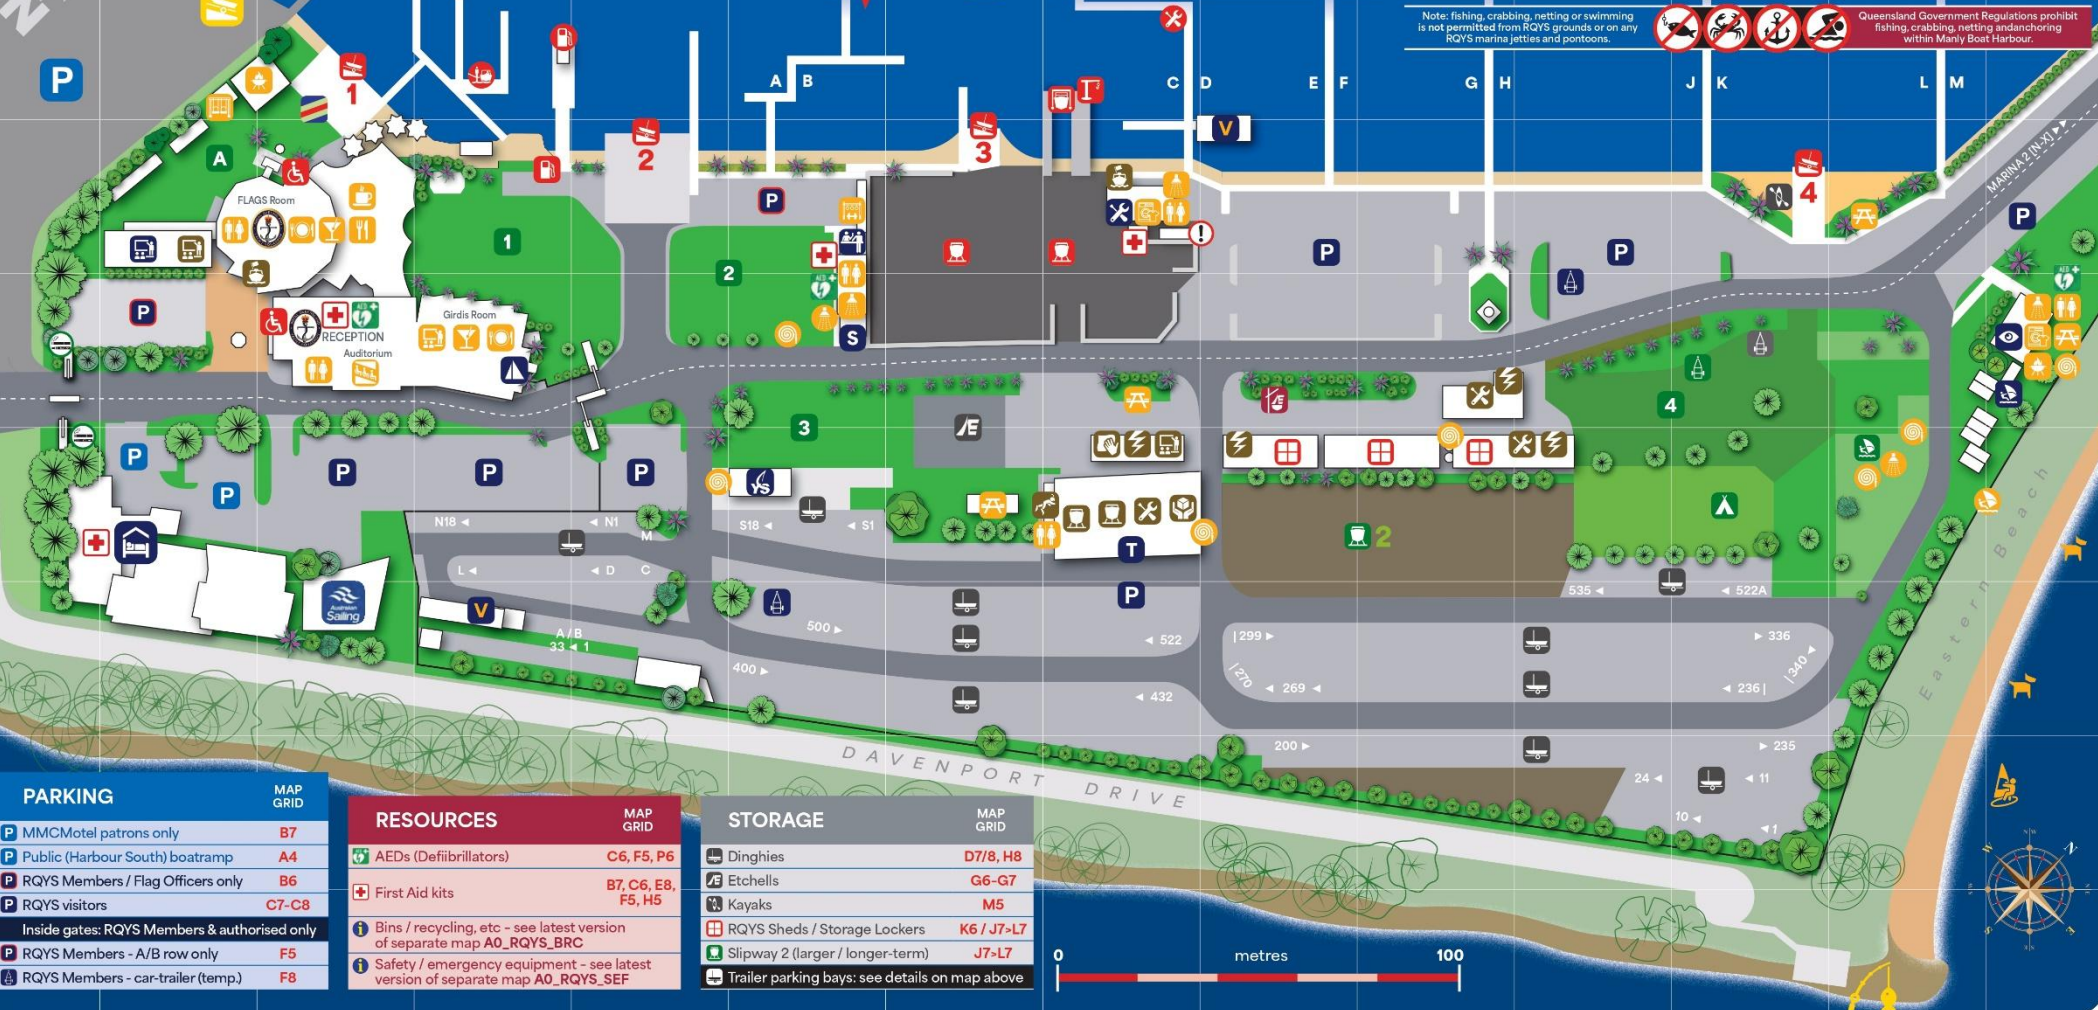 N
P
Note: fishing, crabbing, netting or swimming
is not permitted from RQYS grounds or on any
RQYS marina jetties and pontoons.
Queensland Government Regulations prohibit
fishing, crabbing, netting andanchoring
within Manly Boat Harbour.
A B
C D
E F
G H
J K
L M
1
2
3
4
V
MARINA 2 [N-X] ▶▶
A
FLAGS Room
1
2
P
P
P
P
P
AED
S
RECEPTION
Auditorium
Girdis Room
AED
AED
3
4
P
P
P
P
P
YS
N18 ◄
◄ N1
M
S18 ◄
◄ S1
L ◄
◄ D
C
T
P
2
V
A / B
33 ◄ 1
Australian
Sailing
500 ►
◄ 522
400 ►
◄ 432
535 ◄
◄ 522A
|299 ►
► 336
|270
◄ 269 ◄
◄ 236|
|340 ►
200 ►
► 235
24 ◄
◄ 11
10 ◄
◄ 1
Eastern Beach
DAVENPORT DRIVE
PARKING
MAP
GRID
P MMCMotel patrons only B7
P Public (Harbour South) boatramp A4
P RQYS Members / Flag Officers only B6
P RQYS visitors C7-C8
Inside gates: RQYS Members & authorised only
P RQYS Members - A/B row only F5
RQYS Members - car-trailer (temp.) F8
RESOURCES
MAP
GRID
AEDs (Defiibrillators) C6, F5, P6
First Aid kits B7, C6, E8,
F5, H5
Bins / recycling, etc – see latest version
of separate map A0_RQYS_BRC
Safety / emergency equipment – see latest
version of separate map A0_RQYS_SEF
STORAGE
MAP
GRID
Dinghies D7/8, H8
Etchells G6-G7
Kayaks M5
RQYS Sheds / Storage Lockers K6 / J7>L7
Slipway 2 (larger / longer-term) J7>L7
Trailer parking bays: see details on map above
0 metres 100
N
E
S
W